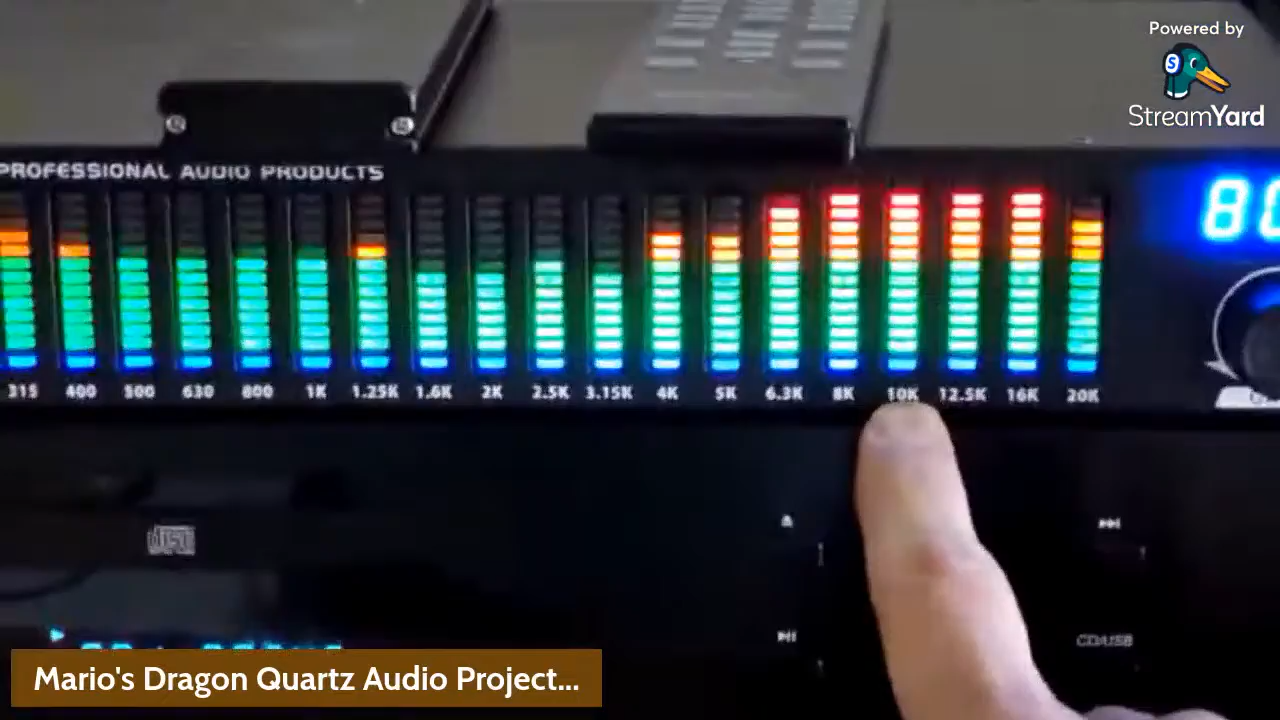 Powered by
StreamYard
PROFESSIONAL AUDIO PRODUCTS
80
315 400 500 630 800 1K 1.25K 1.6K 2K 2.5K 3.15K 4K 5K 6.3K 8K 10K 12.5K 16K 20K
disc
CD/USB
Mario's Dragon Quartz Audio Project...